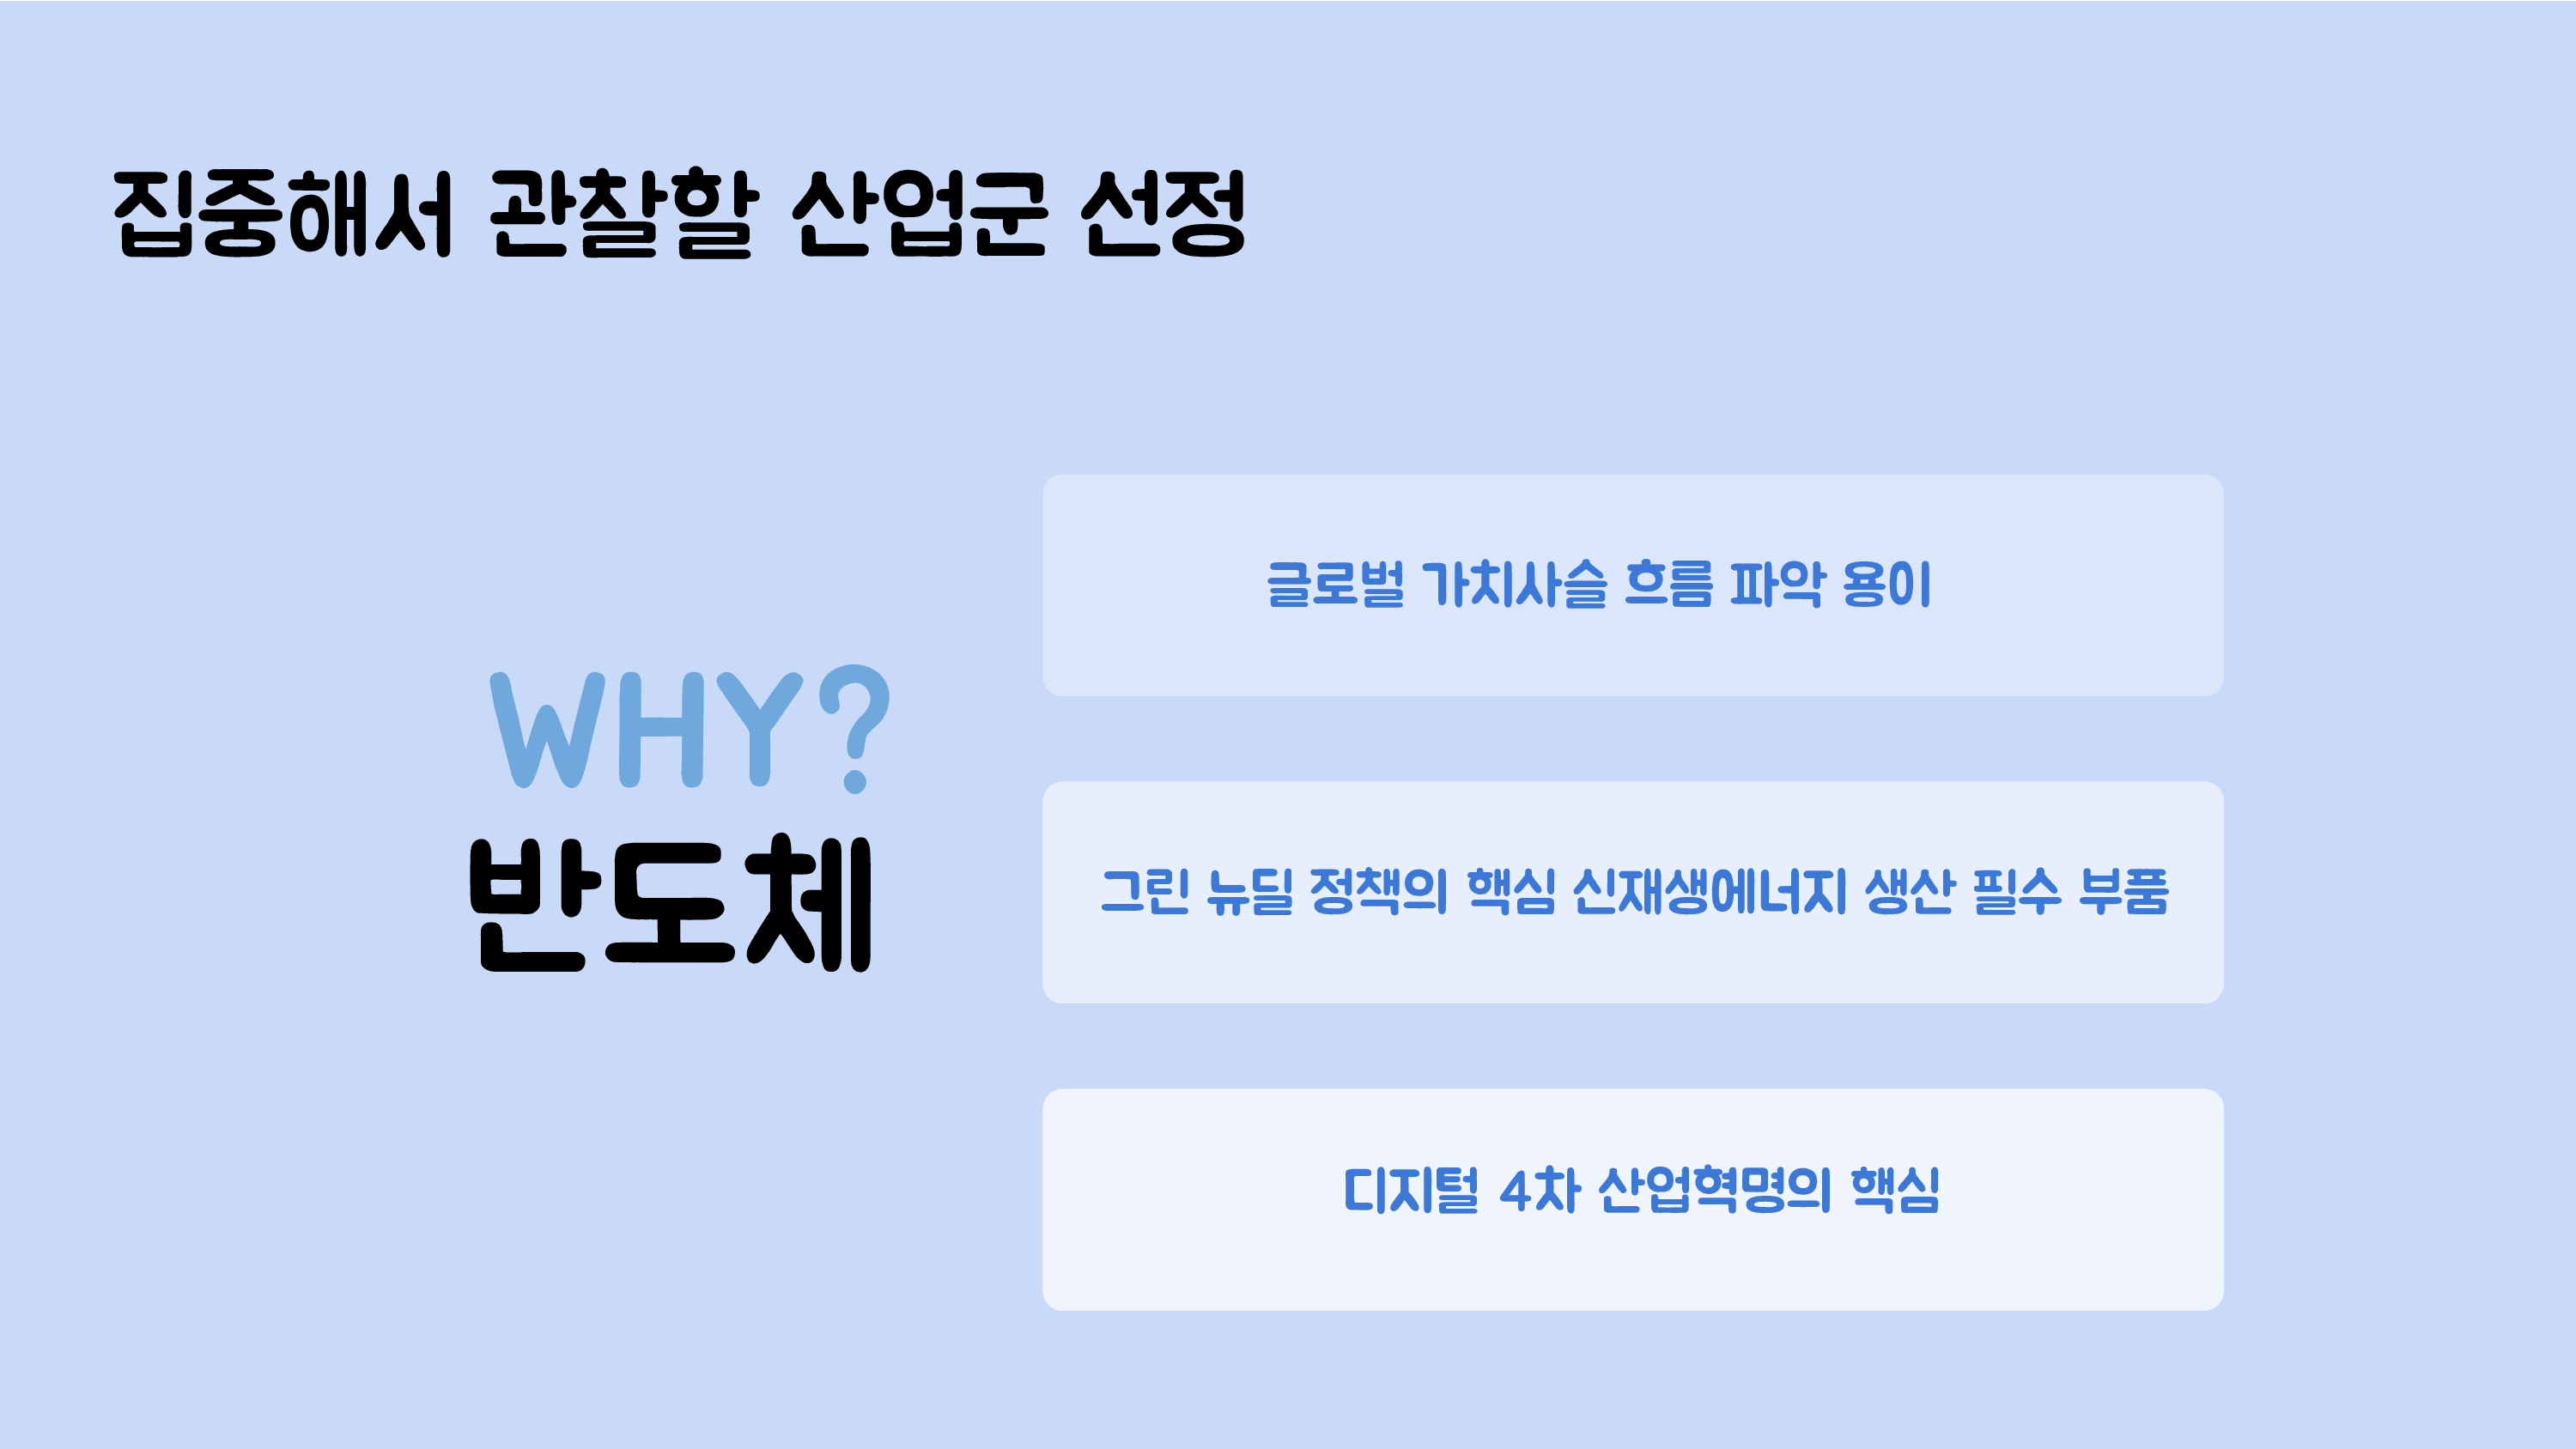 집중해서 관찰할 산업군 선정
WHY?
반도체
글로벌 가치사슬 흐름 파악 용이
그린 뉴딜 정책의 핵심 신재생에너지 생산 필수 부품
디지털 4차 산업혁명의 핵심